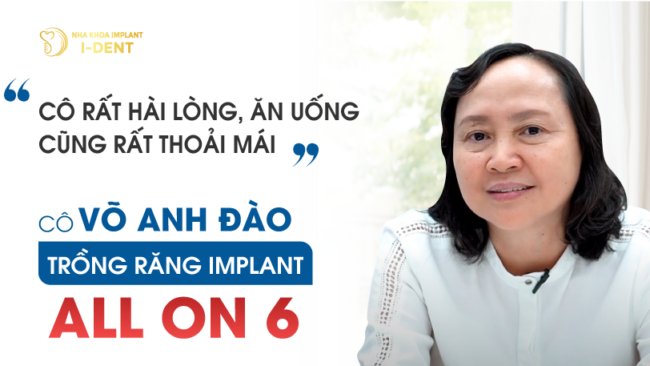 NHA KHOA IMPLANT
I-DENT
“ CÔ RẤT HÀI LÒNG, ĂN UỐNG
CŨNG RẤT THOẢI MÁI ”
CÔ VÕ ANH ĐÀO
TRỒNG RĂNG IMPLANT
ALL ON 6